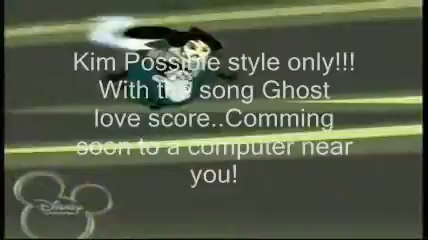 Kim Possible style only!!!
With the song Ghost
love score..Comming
soon to a computer near
you!
Disney